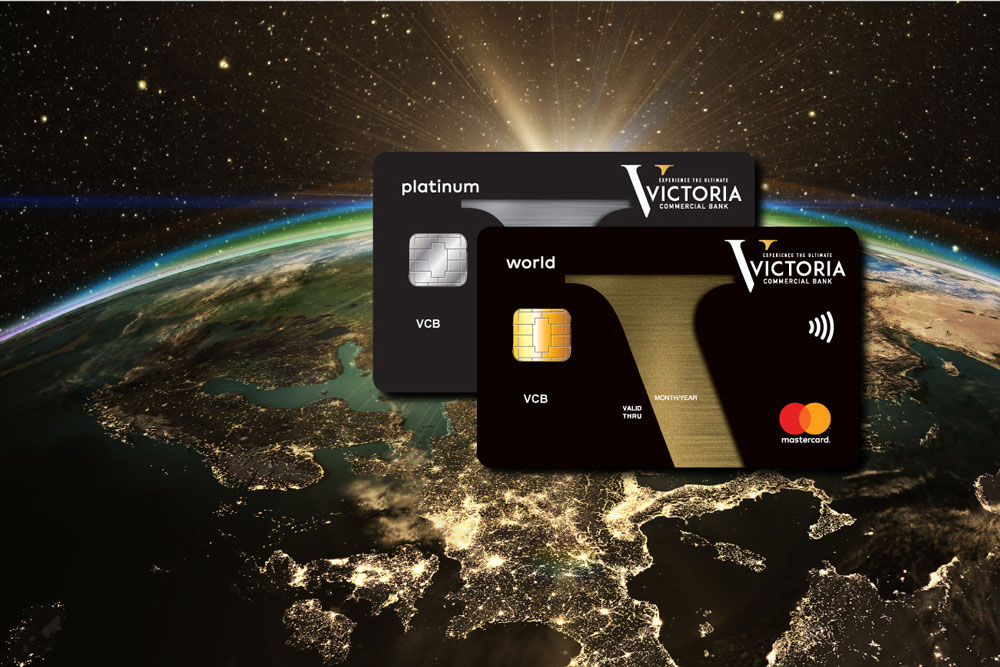 platinum
EXPERIENCE THE ULTIMATE
VICTORIA
COMMERCIAL BANK
VCB
world
EXPERIENCE THE ULTIMATE
VICTORIA
COMMERCIAL BANK
VCB
MONTH/YEAR
VALID
THRU
mastercard.